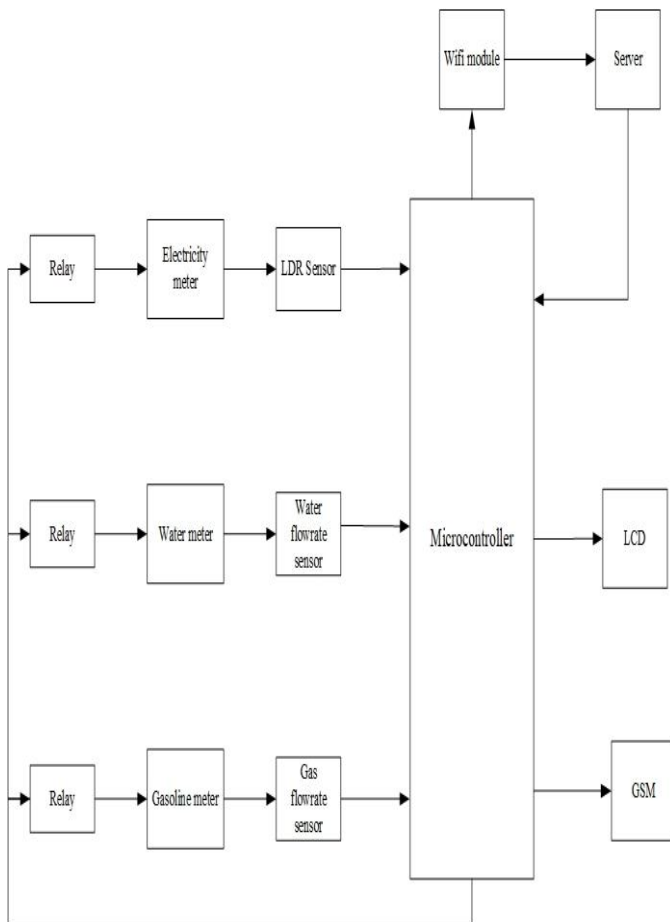 Wifi module
Server
Relay
Electricity
meter
LDR Sensor
Relay
Water meter
Water
flowrate
sensor
Microcontroller
LCD
Relay
Gasoline meter
Gas
flowrate
sensor
GSM